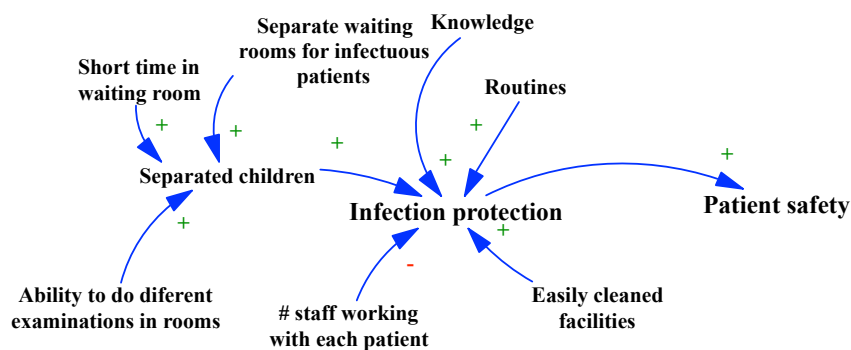 Separate waiting
rooms for infectuous
patients
Knowledge
Short time in
waiting room
Routines
+
+
+
+
+
+
Separated children
Infection protection
Patient safety
+
+
-
Ability to do diferent
examinations in rooms
# staff working
with each patient
Easily cleaned
facilities